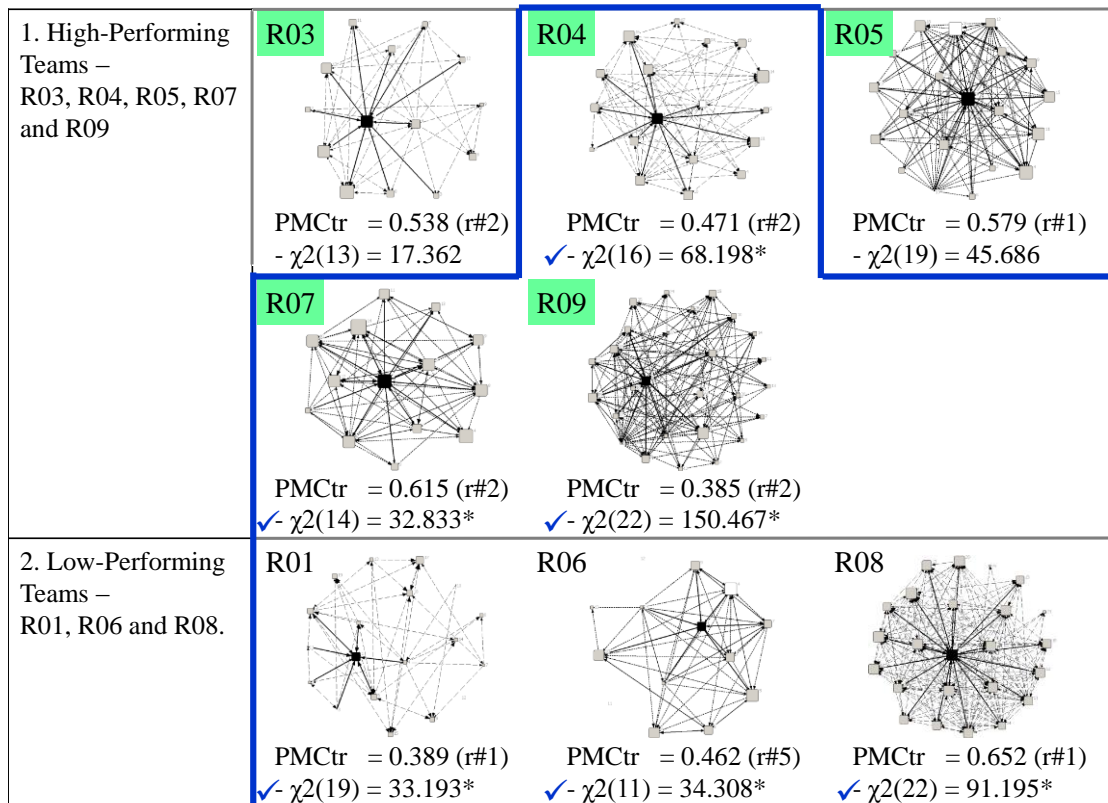 1. High-Performing
Teams –
R03, R04, R05, R07
and R09
R03
R04
R05
PMCtr = 0.538 (r#2)
- χ2(13) = 17.362
PMCtr = 0.471 (r#2)
✓- χ2(16) = 68.198*
PMCtr = 0.579 (r#1)
- χ2(19) = 45.686
R07
R09
PMCtr = 0.615 (r#2)
✓- χ2(14) = 32.833*
PMCtr = 0.385 (r#2)
✓- χ2(22) = 150.467*
2. Low-Performing
Teams –
R01, R06 and R08.
R01
R06
R08
PMCtr = 0.389 (r#1)
✓- χ2(19) = 33.193*
PMCtr = 0.462 (r#5)
✓- χ2(11) = 34.308*
PMCtr = 0.652 (r#1)
✓- χ2(22) = 91.195*